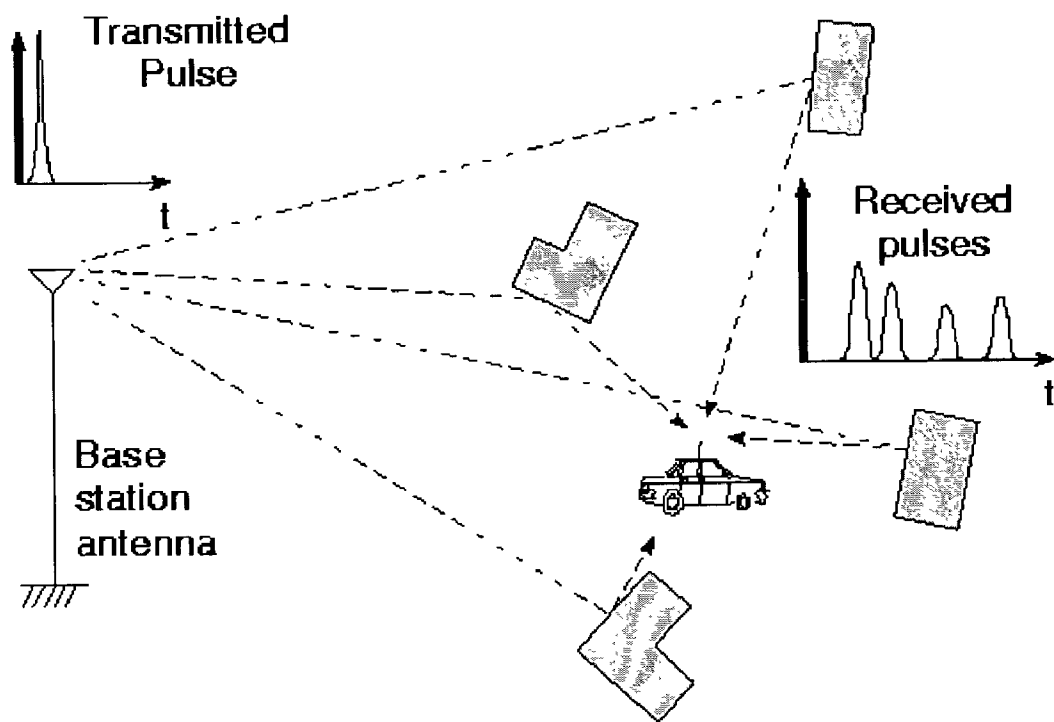 Transmitted
Pulse
t
Received
pulses
t
Base
station
antenna